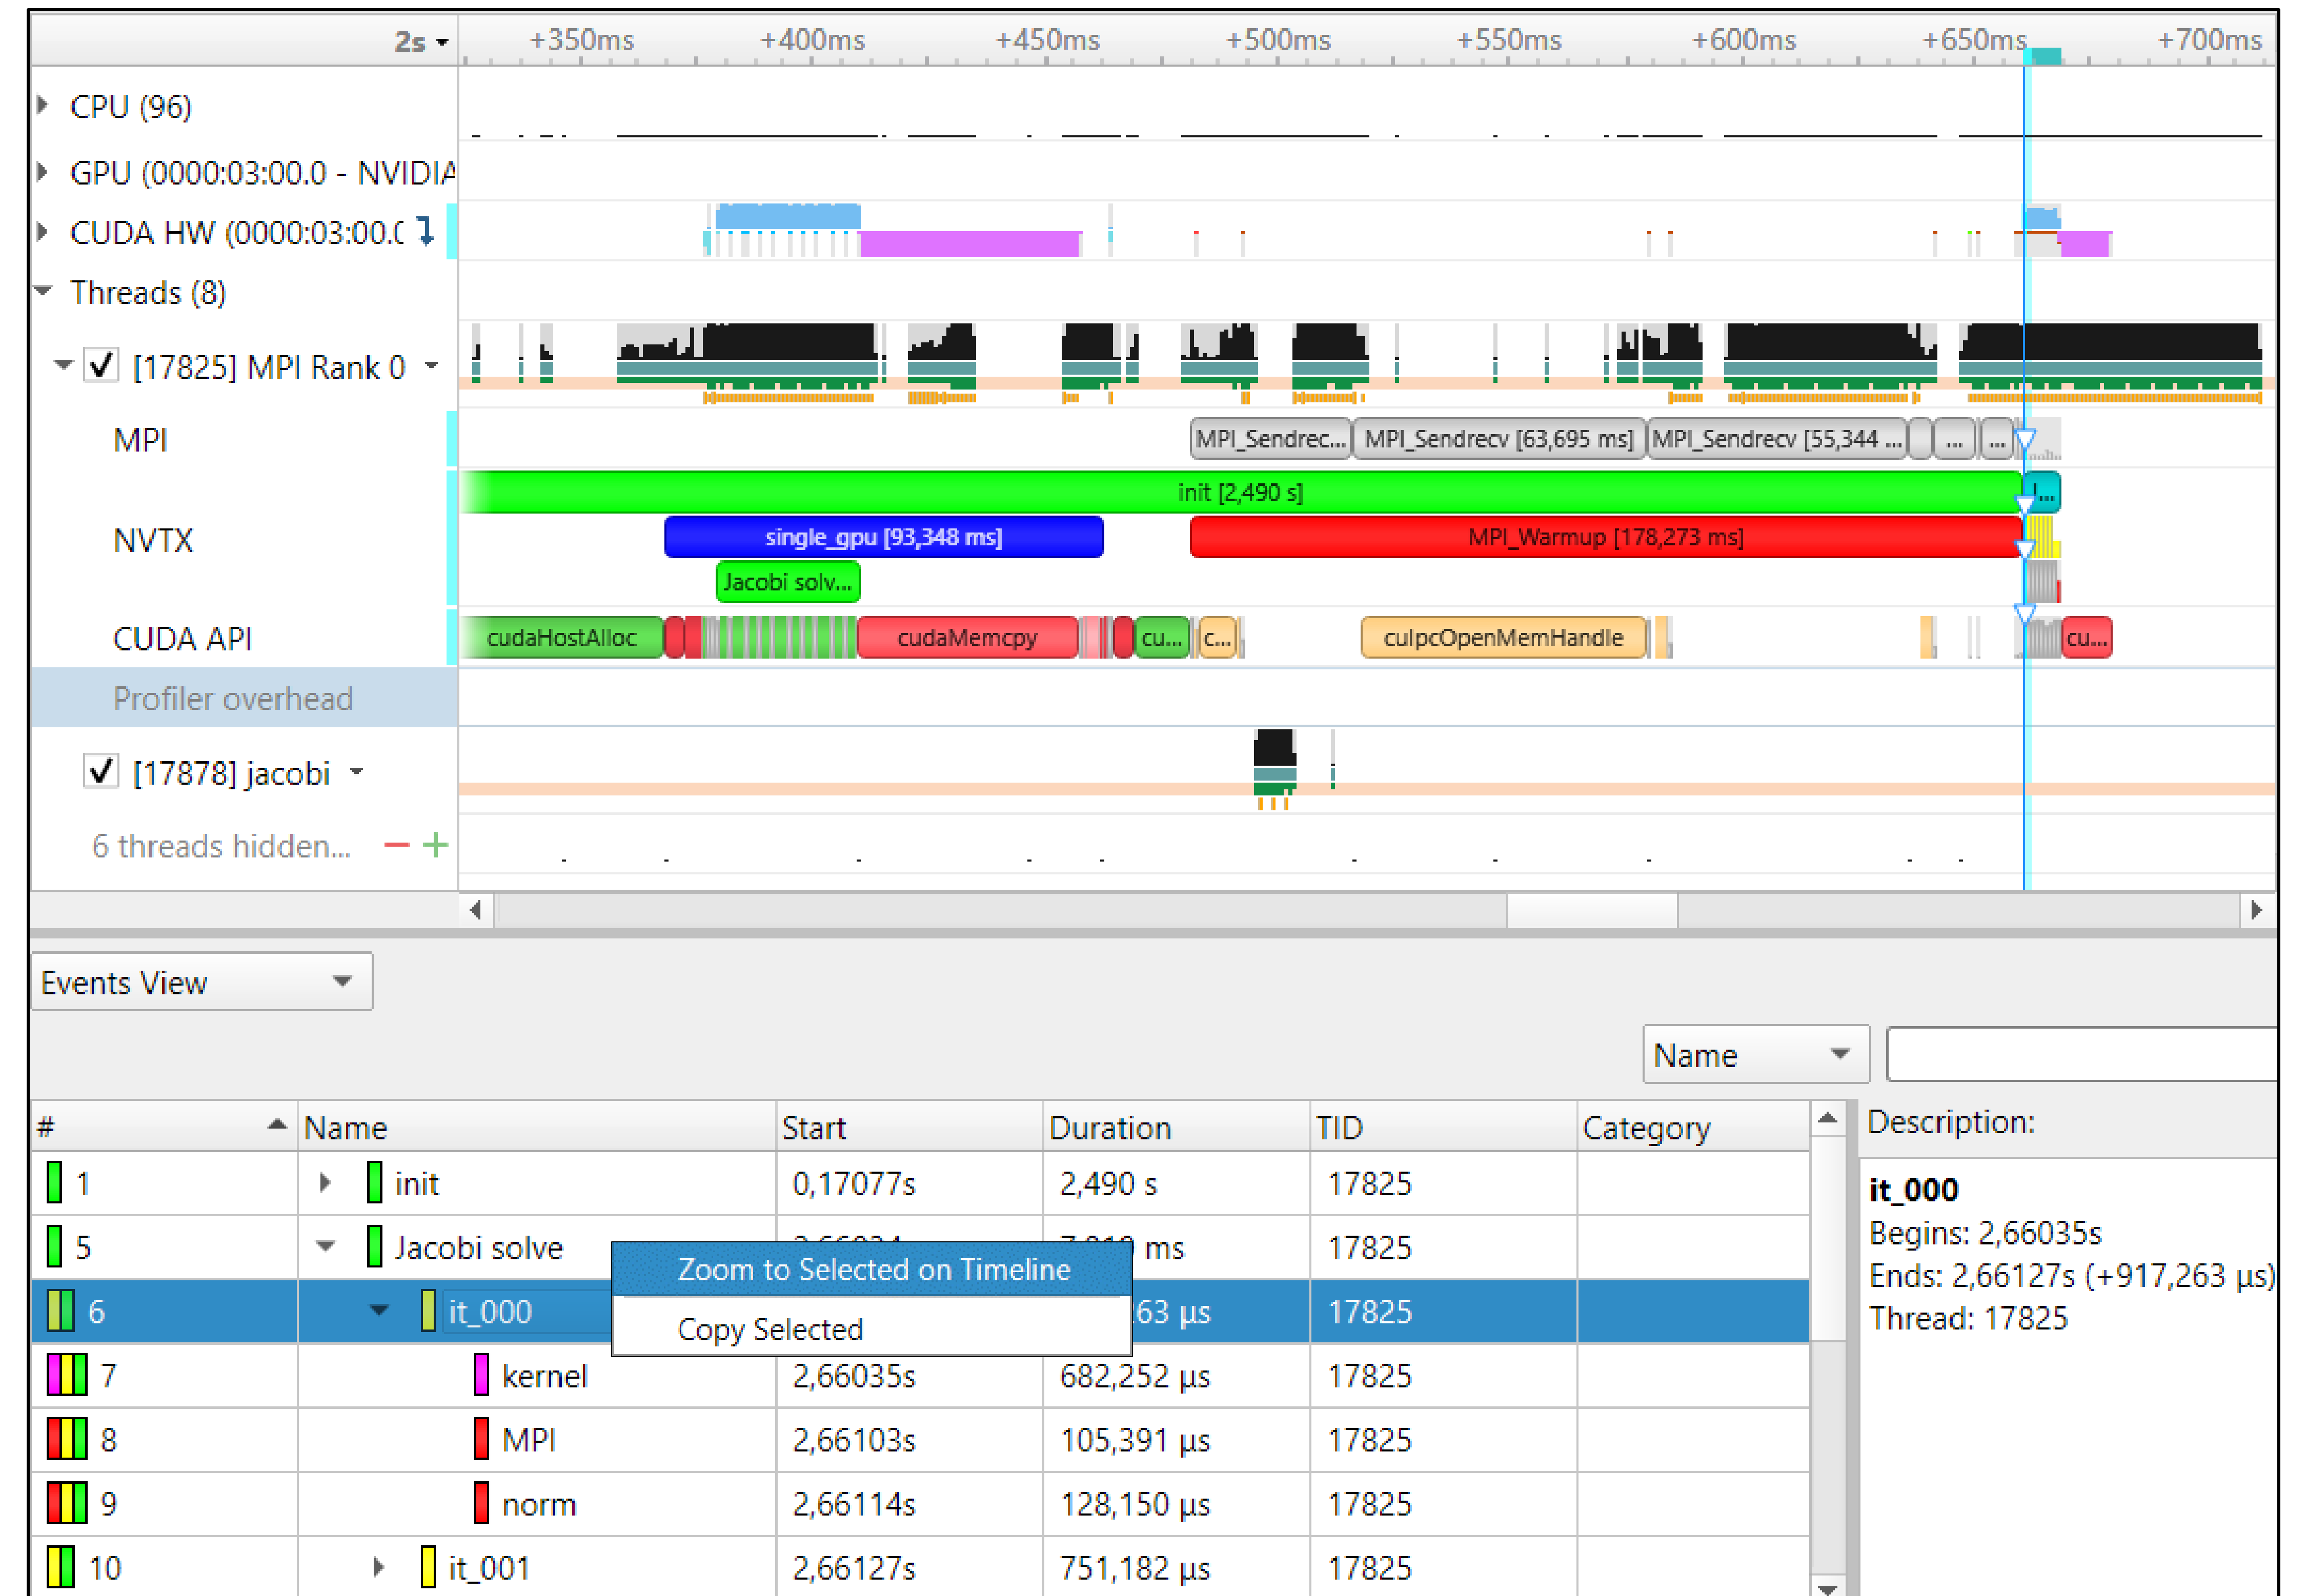 2s +350ms +400ms +450ms +500ms +550ms +600ms +650ms +700ms
CPU (96)
GPU (0000:03:00.0 - NVIDIA
CUDA HW (0000:03:00.0
Threads (8)
[17825] MPI Rank 0
MPI MPI_Sendrec... MPI_Sendrecv [63,695 ms] MPI_Sendrecv [55,344 ... ... ...
init [2,490 s]
NVTX single_gpu [93,348 ms] MPI_Warmup [178,273 ms]
Jacobi solv...
CUDA API cudaHostAlloc cudaMemcpy cu... c... cuIpcOpenMemHandle cu...
Profiler overhead
[17878] jacobi
6 threads hidden... − +
Events View
Name
# Name Start Duration TID Category Description:
1 init 0,17077s 2,490 s 17825
5 Jacobi solve ms 17825
6 it_000 63 µs 17825
7 kernel 2,66035s 682,252 µs 17825
8 MPI 2,66103s 105,391 µs 17825
9 norm 2,66114s 128,150 µs 17825
10 it_001 2,66127s 751,182 µs 17825
Zoom to Selected on Timeline
Copy Selected
it_000
Begins: 2,66035s
Ends: 2,66127s (+917,263 µs)
Thread: 17825